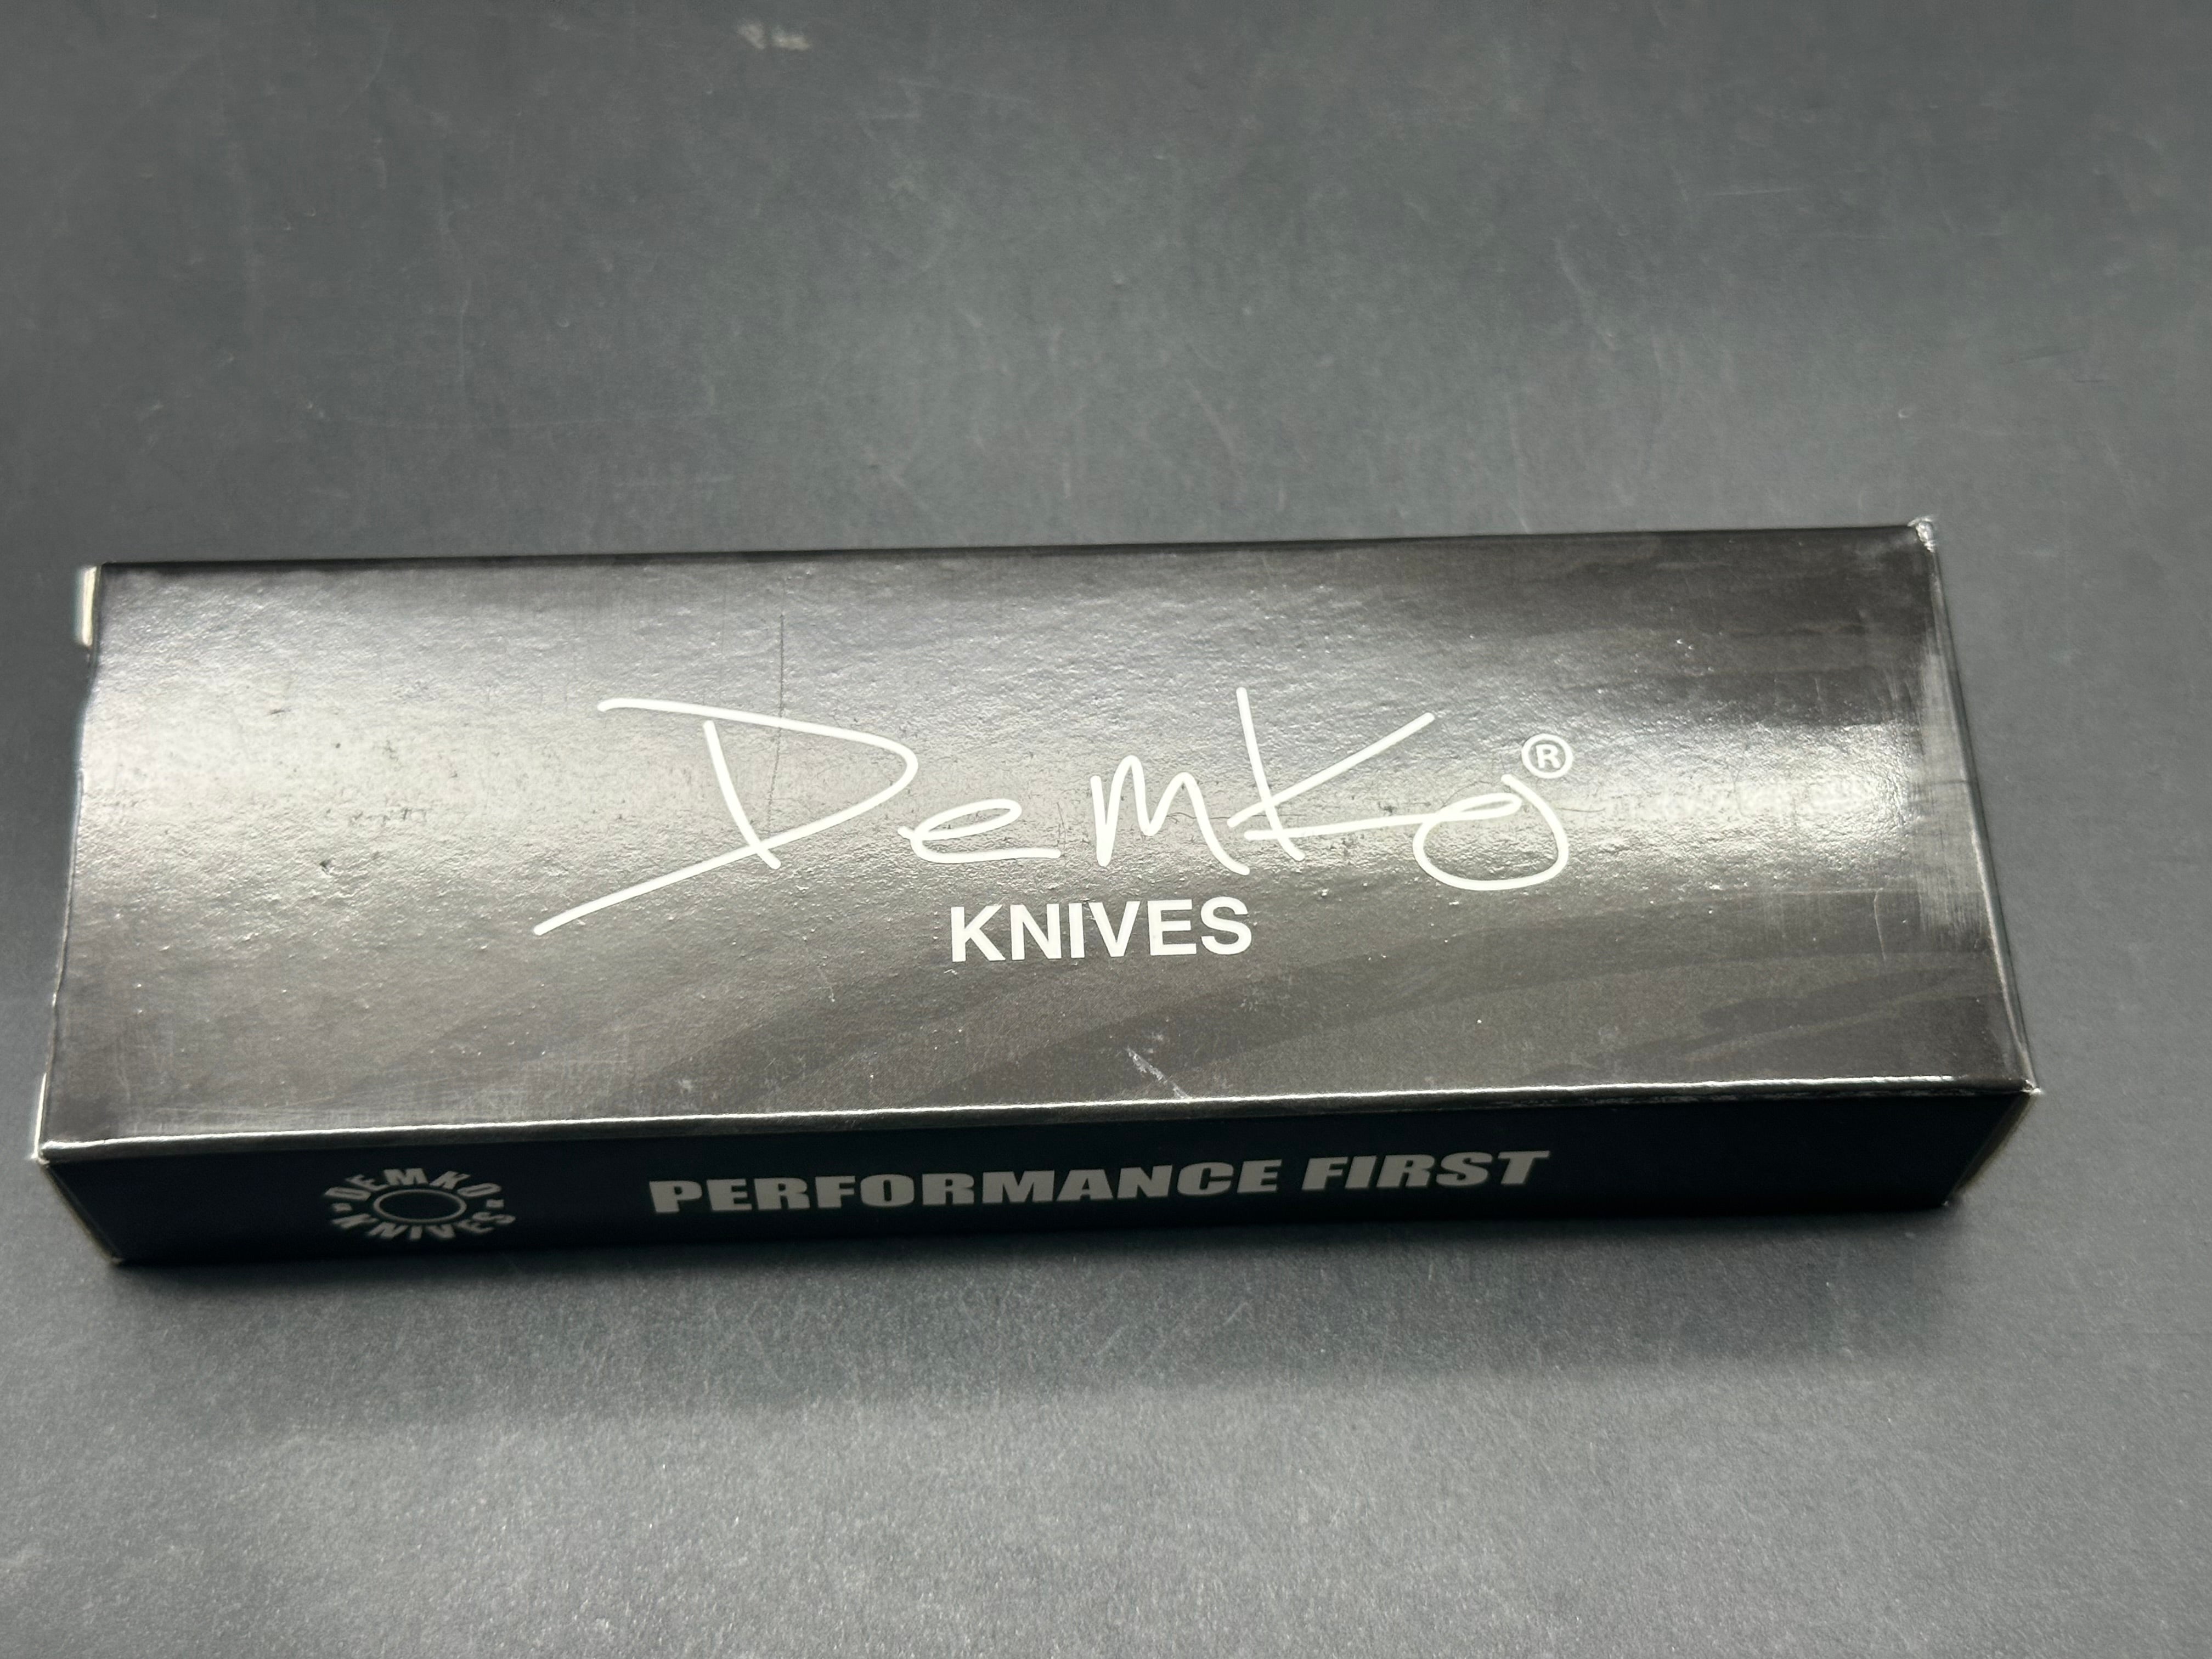 Demko®
KNIVES
DEMKO
KNIVES
PERFORMANCE FIRST